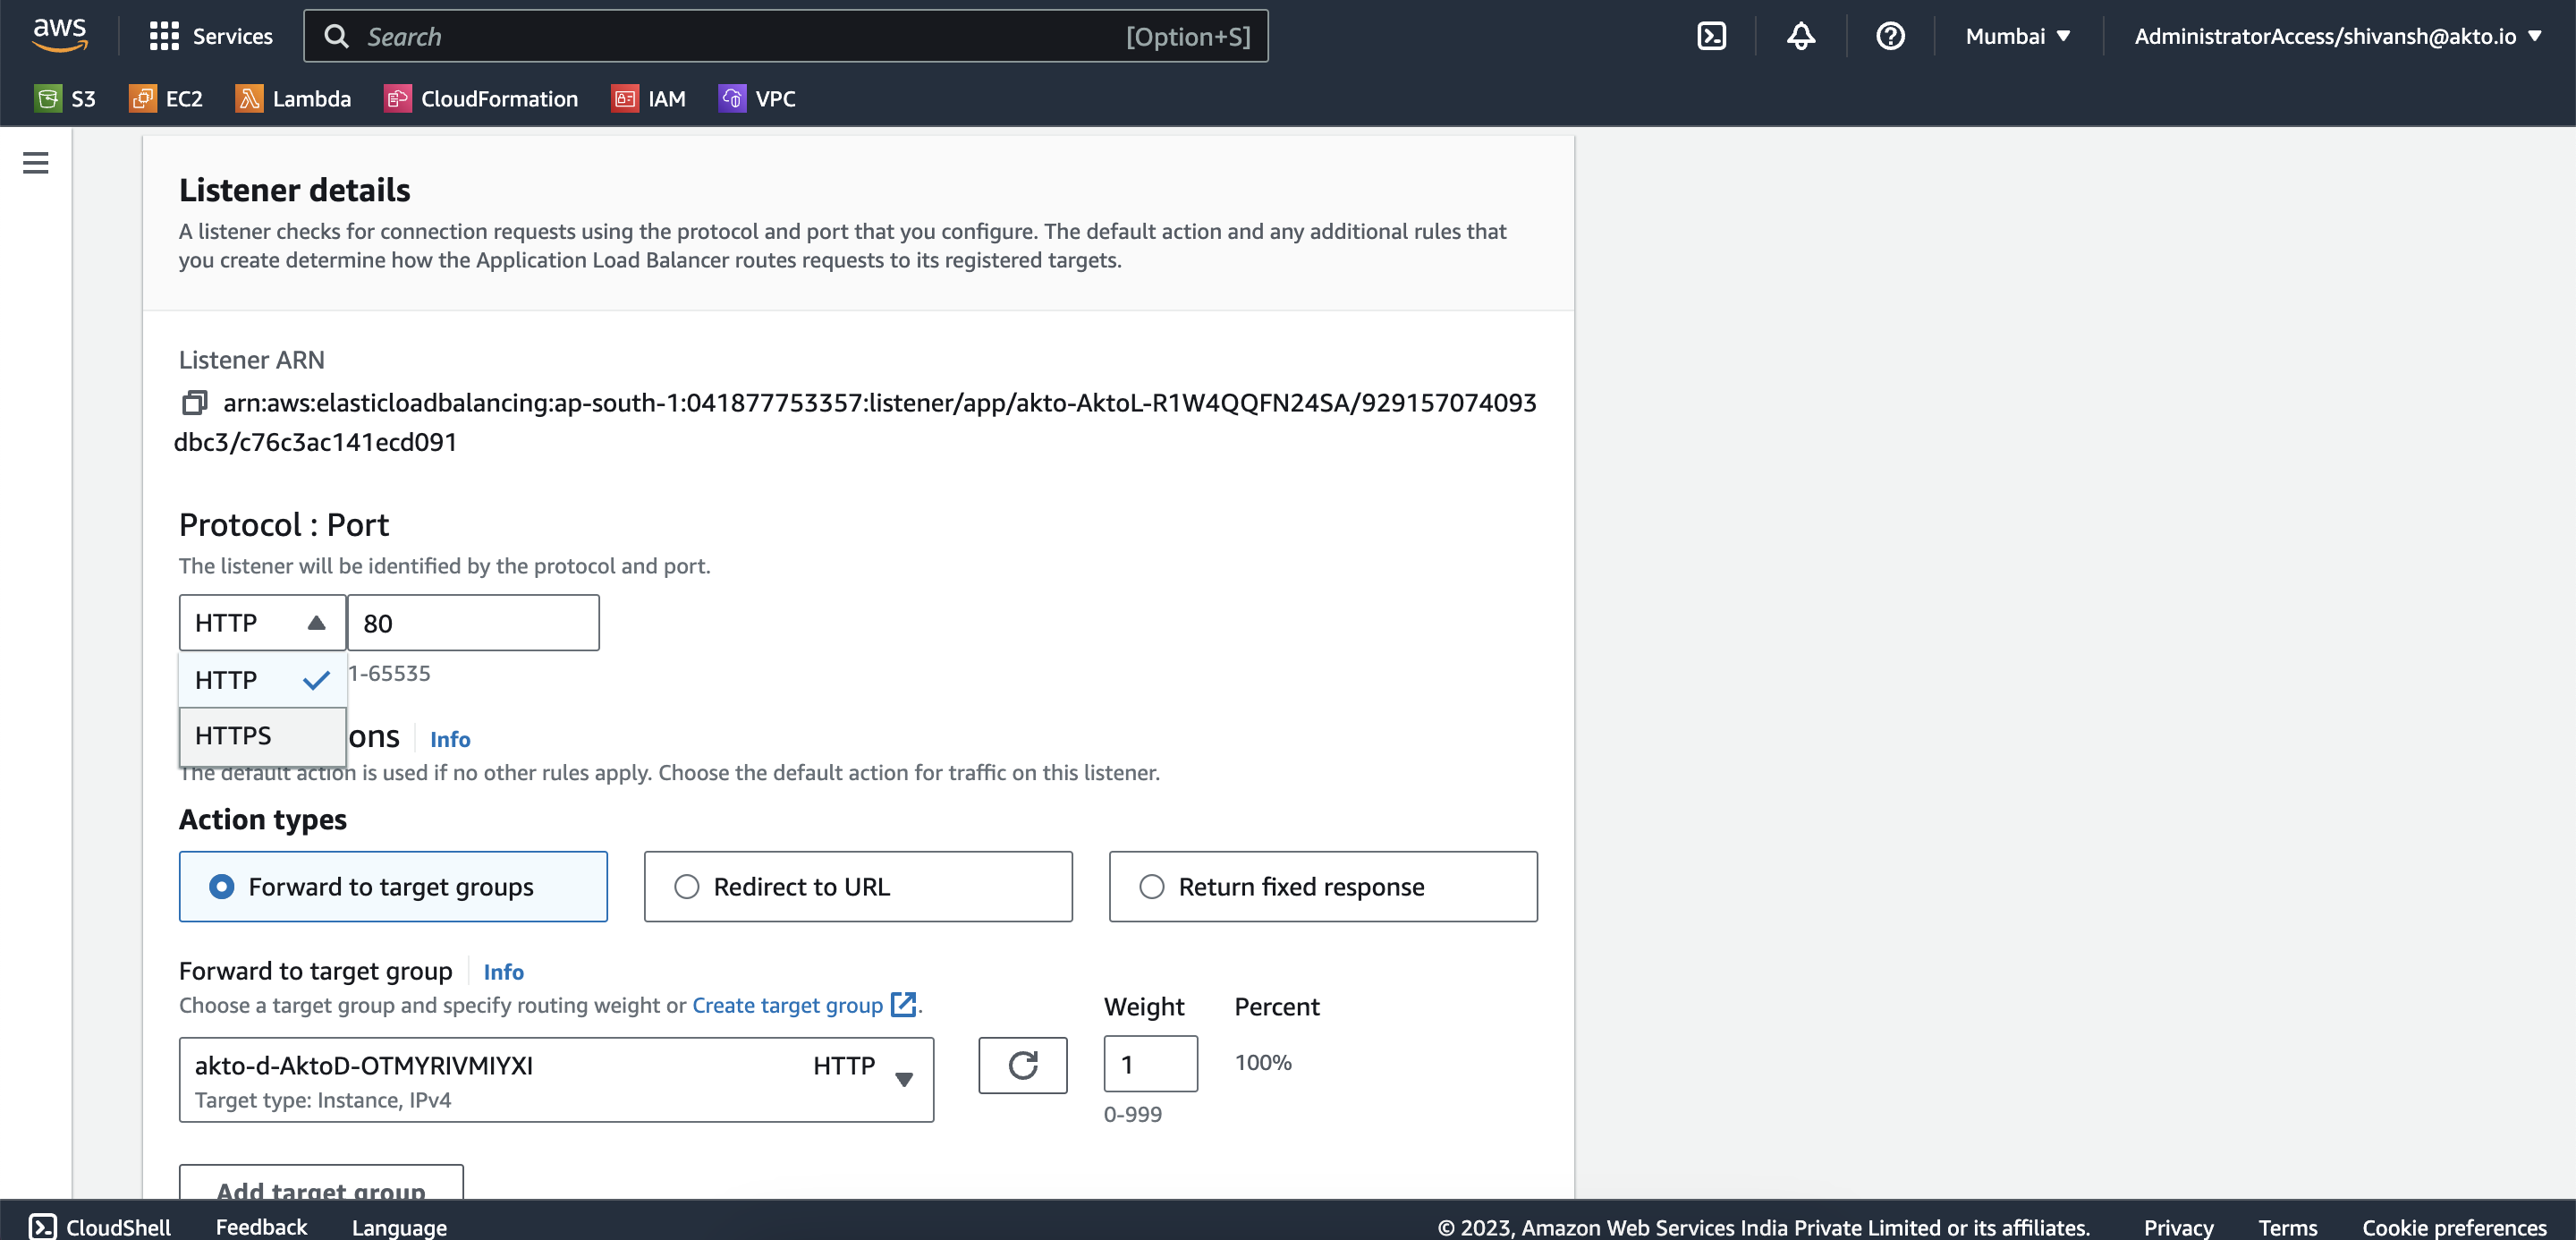 aws
Services
Search
[Option+S]
Mumbai
AdministratorAccess/shivansh@akto.io
S3
EC2
Lambda
CloudFormation
IAM
VPC
Listener details
A listener checks for connection requests using the protocol and port that you configure. The default action and any additional rules that
you create determine how the Application Load Balancer routes requests to its registered targets.
Listener ARN
arn:aws:elasticloadbalancing:ap-south-1:041877753357:listener/app/akto-AktoL-R1W4QQFN24SA/929157074093
dbc3/c76c3ac141ecd091
Protocol : Port
The listener will be identified by the protocol and port.
HTTP
80
HTTP
1-65535
HTTPS
ons
Info
The default action is used if no other rules apply. Choose the default action for traffic on this listener.
Action types
Forward to target groups
Redirect to URL
Return fixed response
Forward to target group
Info
Choose a target group and specify routing weight or Create target group.
Weight
Percent
akto-d-AktoD-OTMYRIVMIYXI
HTTP
Target type: Instance, IPv4
1
100%
0-999
Add target group
CloudShell
Feedback
Language
© 2023, Amazon Web Services India Private Limited or its affiliates.
Privacy
Terms
Cookie preferences